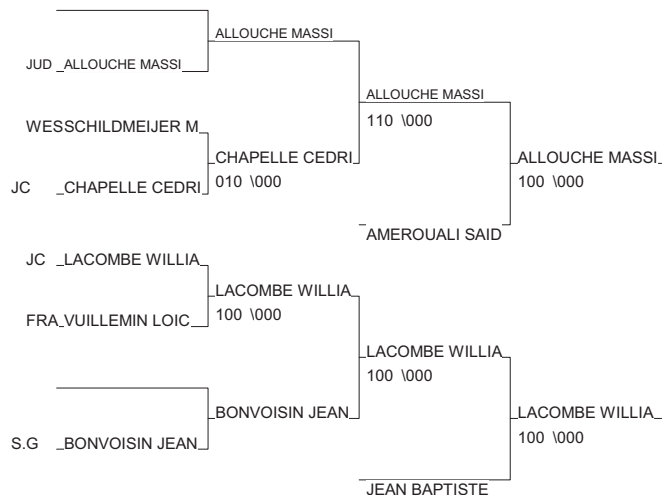 ALLOUCHE MASSI
JUD ALLOUCHE MASSI
ALLOUCHE MASSI
110 \000
WESSCHILDMEIJER M
CHAPELLE CEDRI
010 \000
ALLOUCHE MASSI
100 \000
JC CHAPELLE CEDRI
AMEROUALI SAID
JC LACOMBE WILLIA
LACOMBE WILLIA
100 \000
FRA VUILLEMIN LOIC
LACOMBE WILLIA
100 \000
BONVOISIN JEAN
LACOMBE WILLIA
100 \000
S.G BONVOISIN JEAN
JEAN BAPTISTE